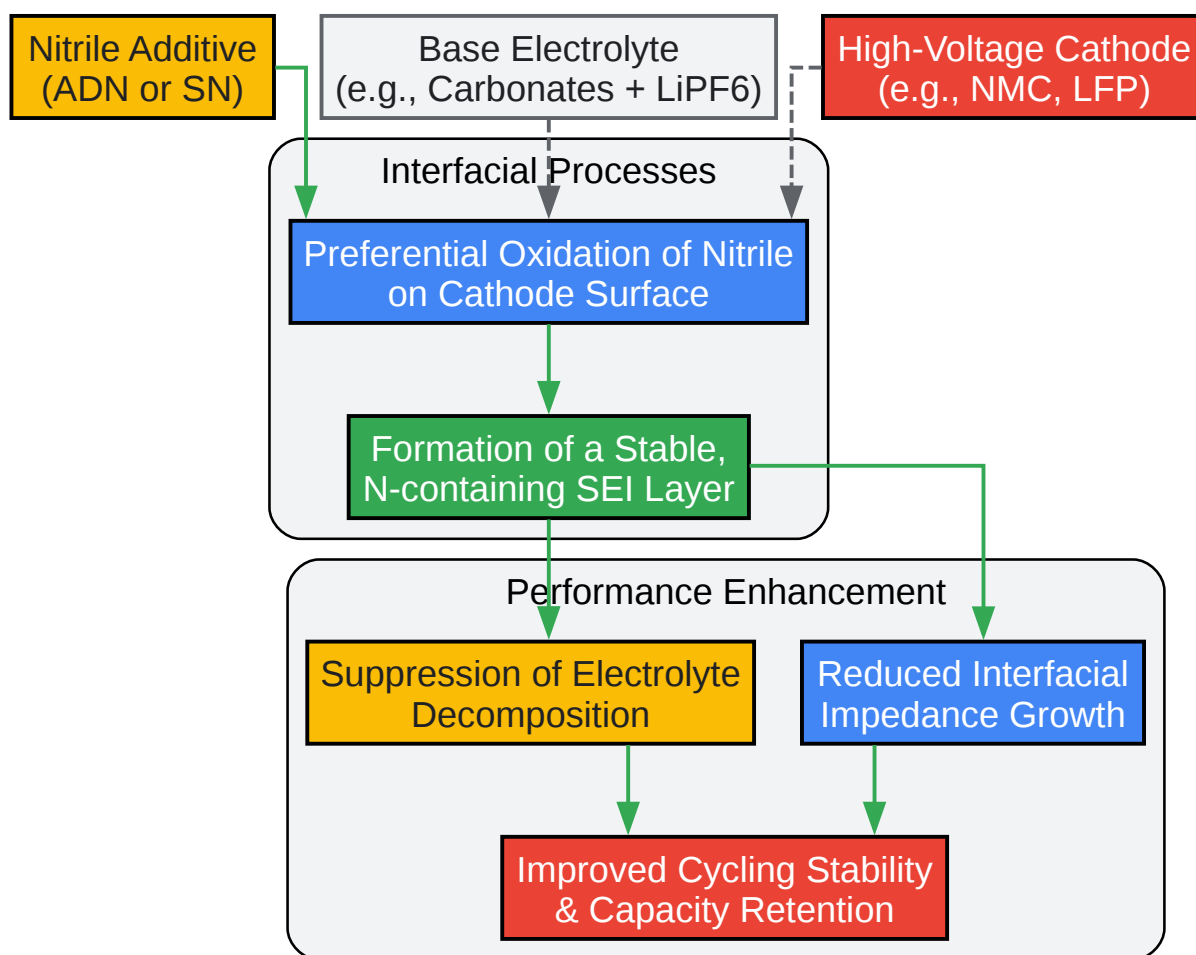 Nitrile Additive
(ADN or SN)
Base Electrolyte
(e.g., Carbonates + LiPF6)
High-Voltage Cathode
(e.g., NMC, LFP)
Interfacial Processes
Preferential Oxidation of Nitrile
on Cathode Surface
Formation of a Stable,
N-containing SEI Layer
Performance Enhancement
Suppression of Electrolyte
Decomposition
Reduced Interfacial
Impedance Growth
Improved Cycling Stability
& Capacity Retention